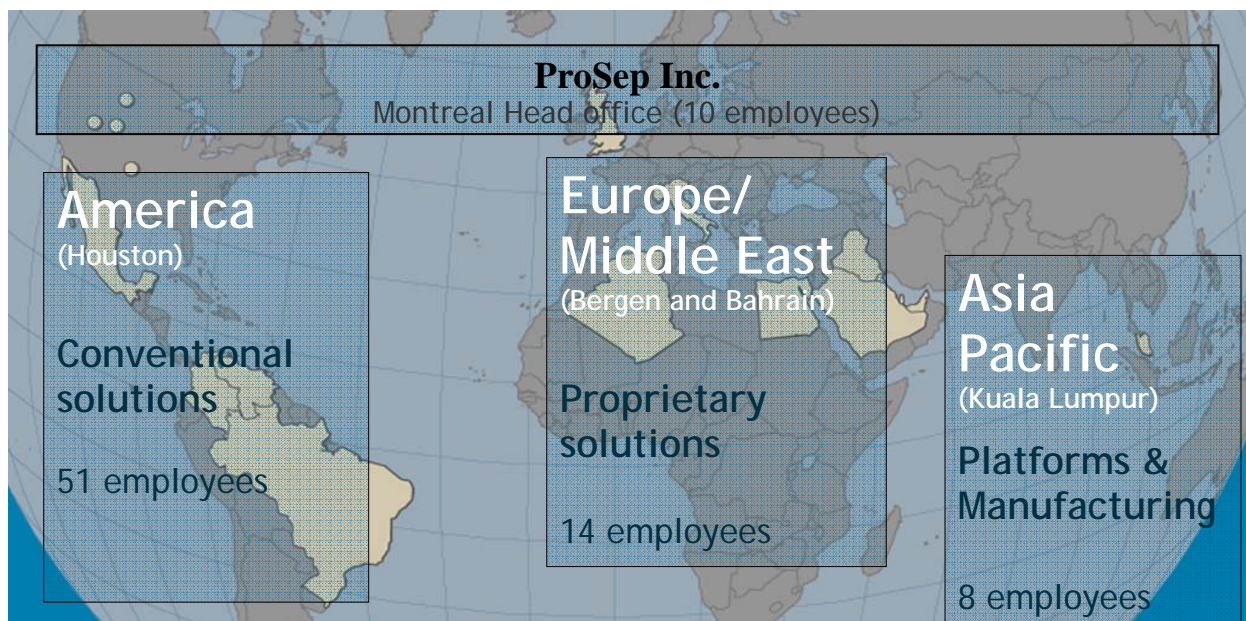 ProSep Inc.
Montreal Head office (10 employees)
America
(Houston)
Conventional
solutions
51 employees
Europe/
Middle East
(Bergen and Bahrain)
Proprietary
solutions
14 employees
Asia
Pacific
(Kuala Lumpur)
Platforms &
Manufacturing
8 employees